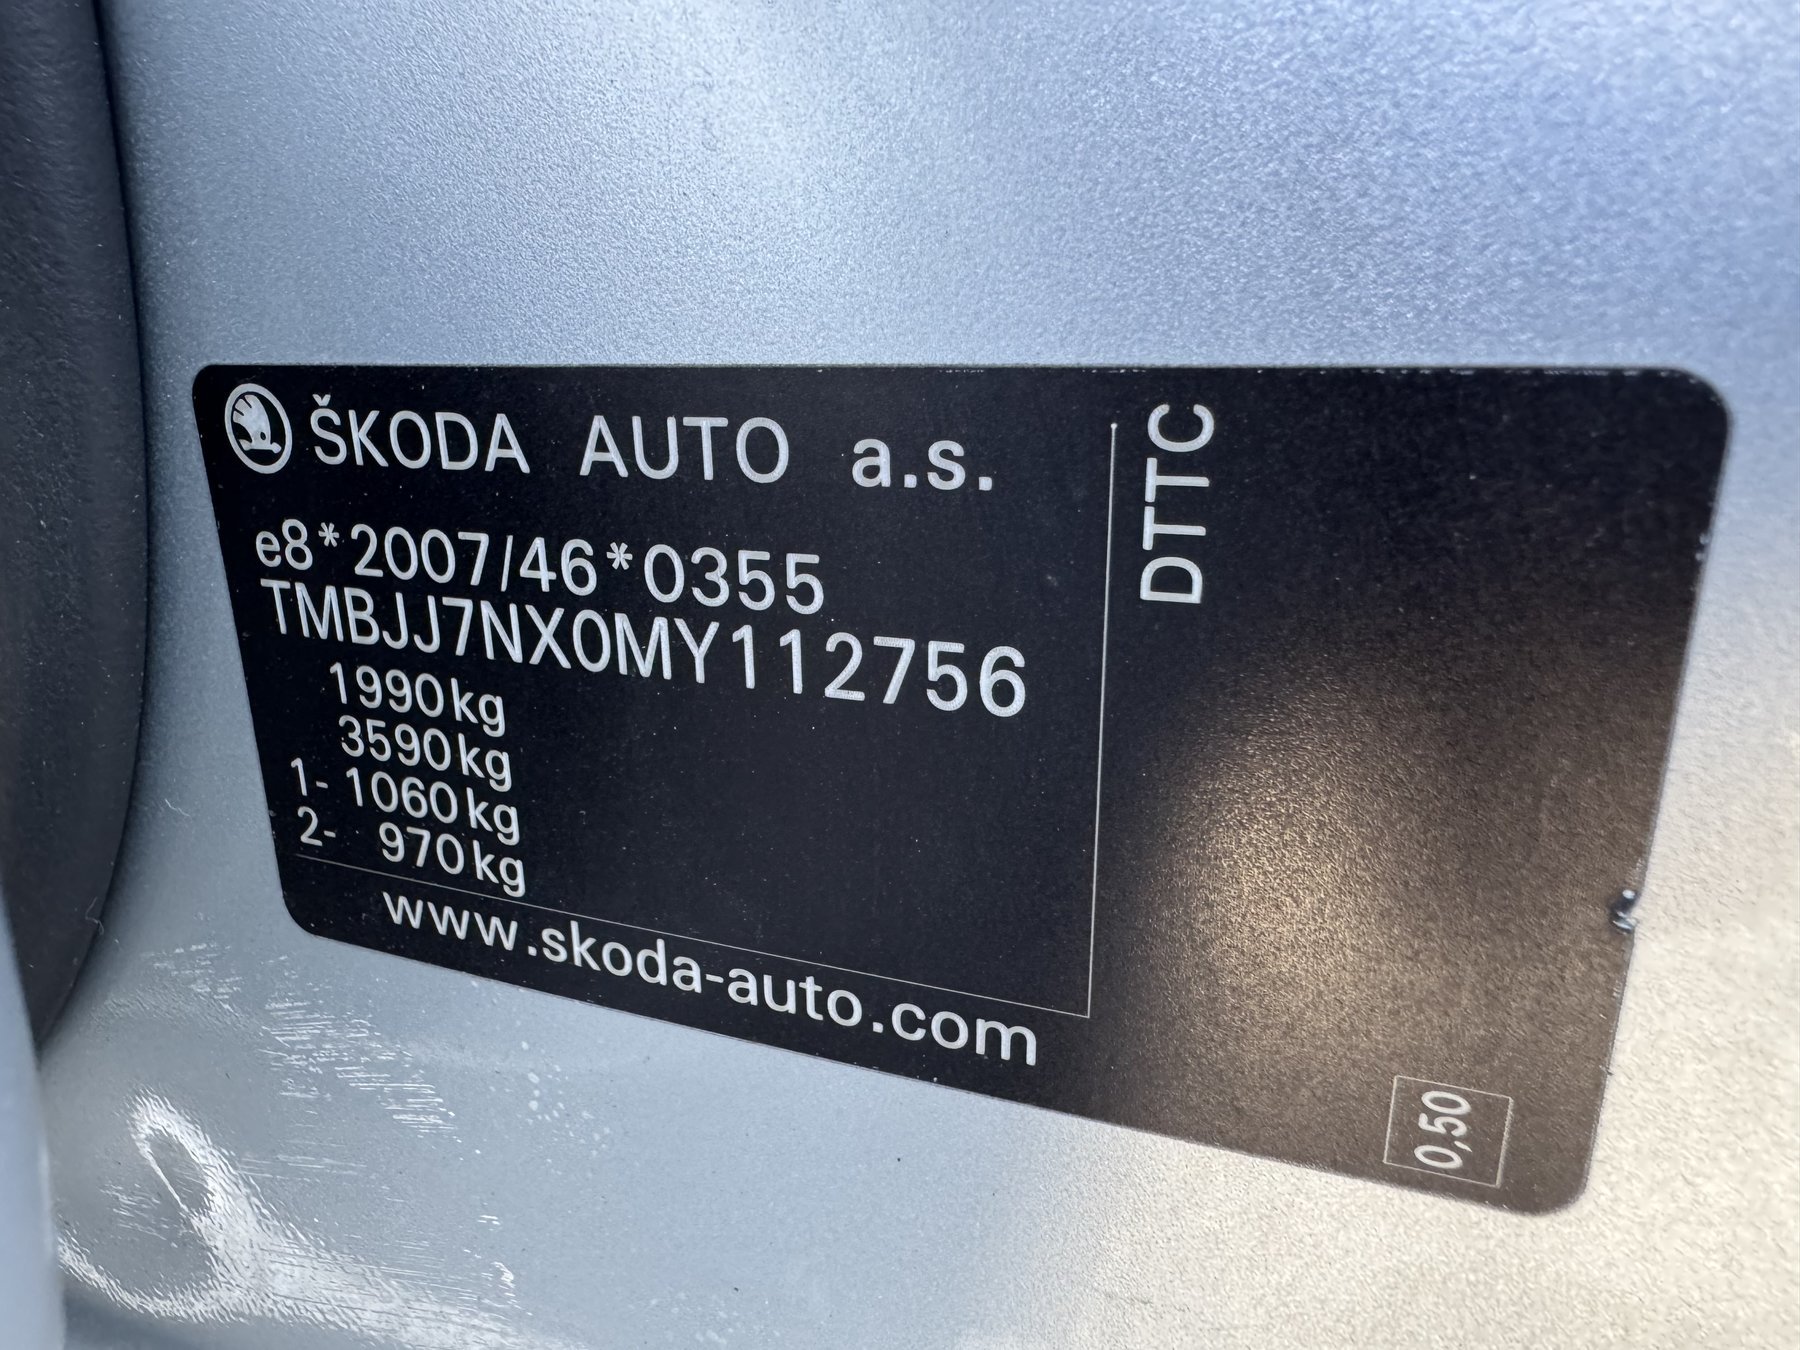 ŠKODA AUTO a.s.
e8*2007/46*0355
TMBJJ7NX0MY112756
1990kg
3590kg
1- 1060kg
2- 970kg
www.skoda-auto.com
DTTC
0,50